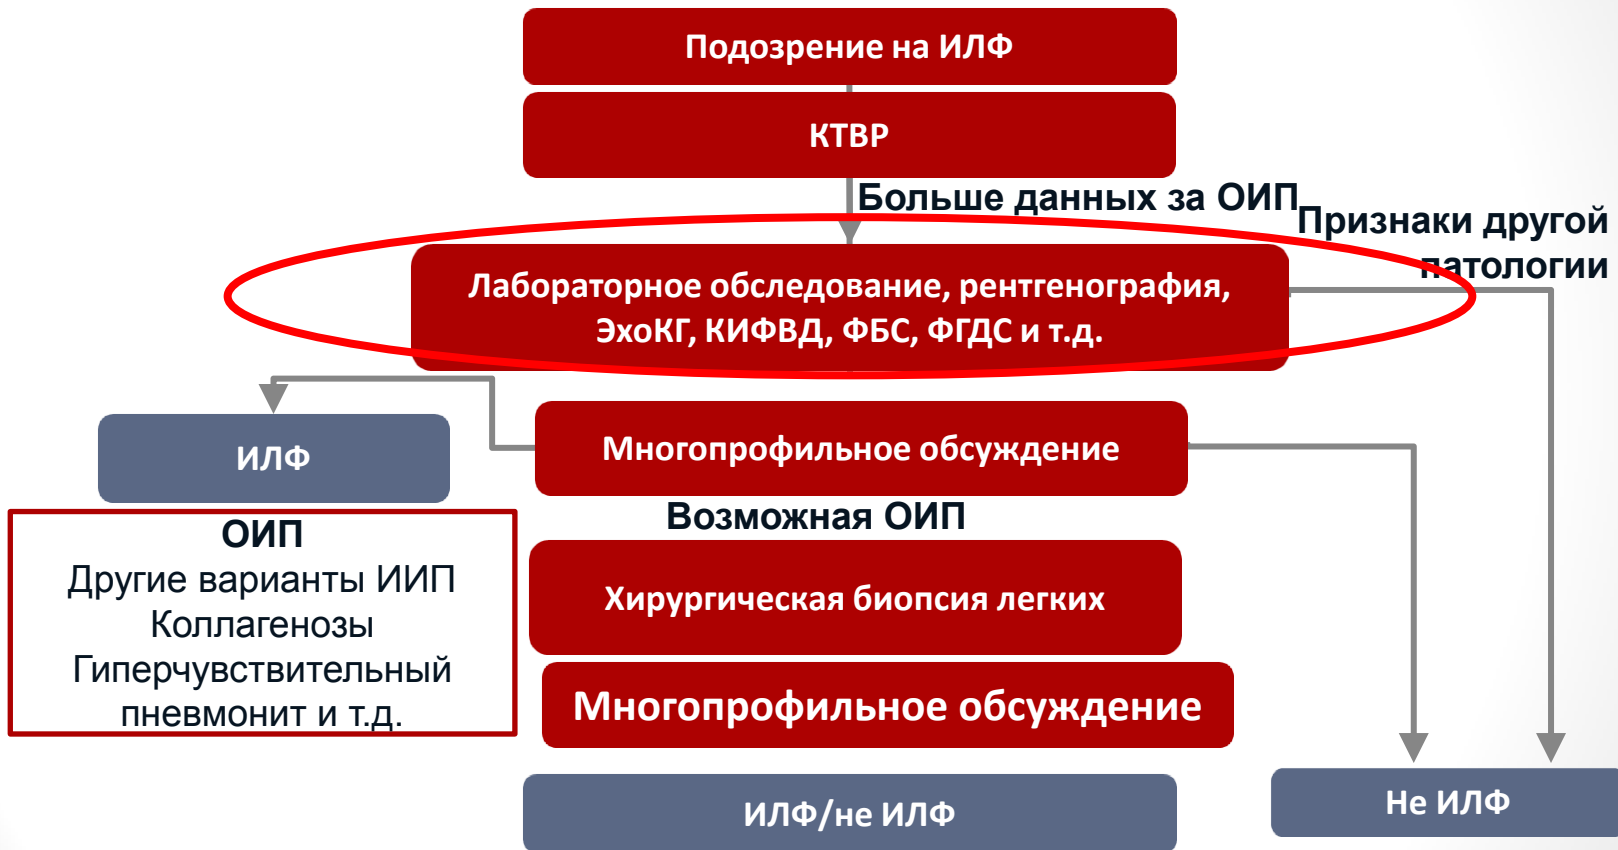 Подозрение на ИЛФ
КТВР
Больше данных за ОИП
Признаки другой
патологии
Лабораторное обследование, рентгенография,
ЭхоКГ, КИФВД, ФБС, ФГДС и т.д.
ИЛФ
Многопрофильное обсуждение
ОИП
Другие варианты ИИП
Коллагенозы
Гиперчувствительный
пневмонит и т.д.
Возможная ОИП
Хирургическая биопсия легких
Многопрофильное обсуждение
ИЛФ/не ИЛФ
Не ИЛФ